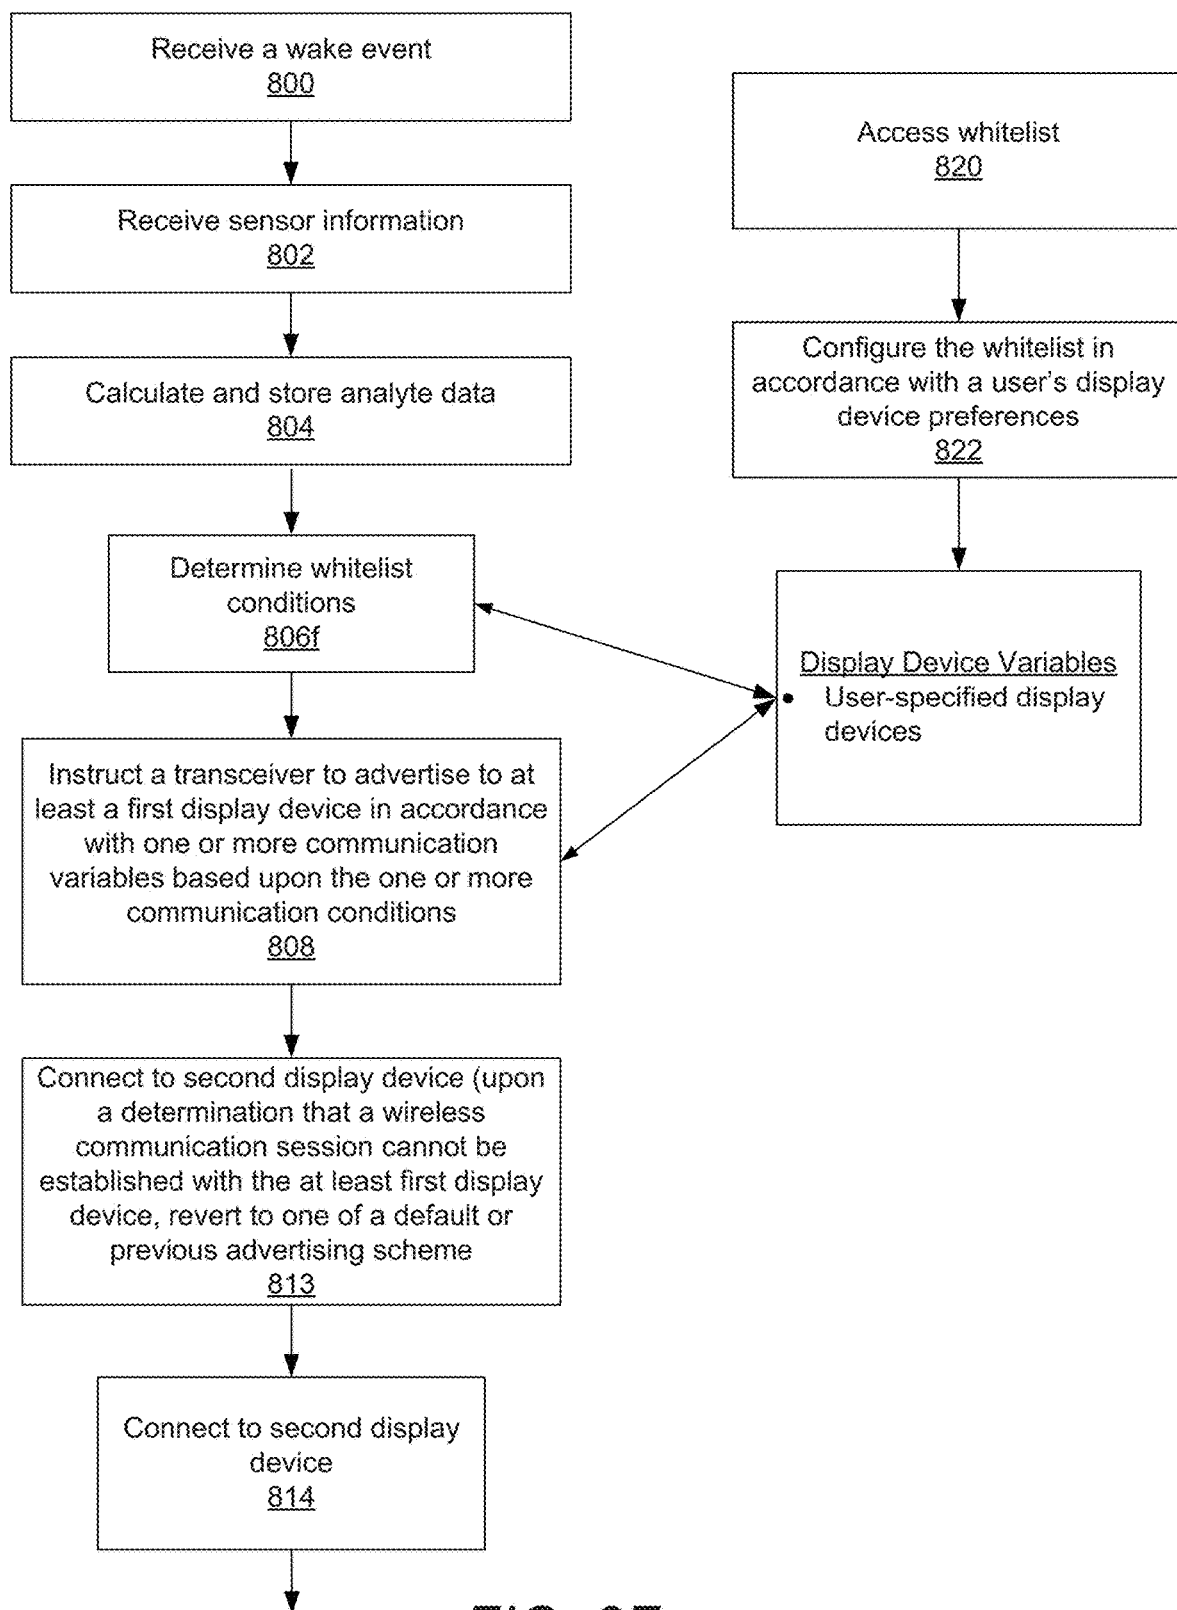 Receive a wake event
800
Receive sensor information
802
Calculate and store analyte data
804
Determine whitelist
conditions
806f
Instruct a transceiver to advertise to at
least a first display device in accordance
with one or more communication
variables based upon the one or more
communication conditions
808
Connect to second display device (upon
a determination that a wireless
communication session cannot be
established with the at least first display
device, revert to one of a default or
previous advertising scheme
813
Connect to second display
device
814
Access whitelist
820
Configure the whitelist in
accordance with a user's display
device preferences
822
Display Device Variables
• User-specified display
devices